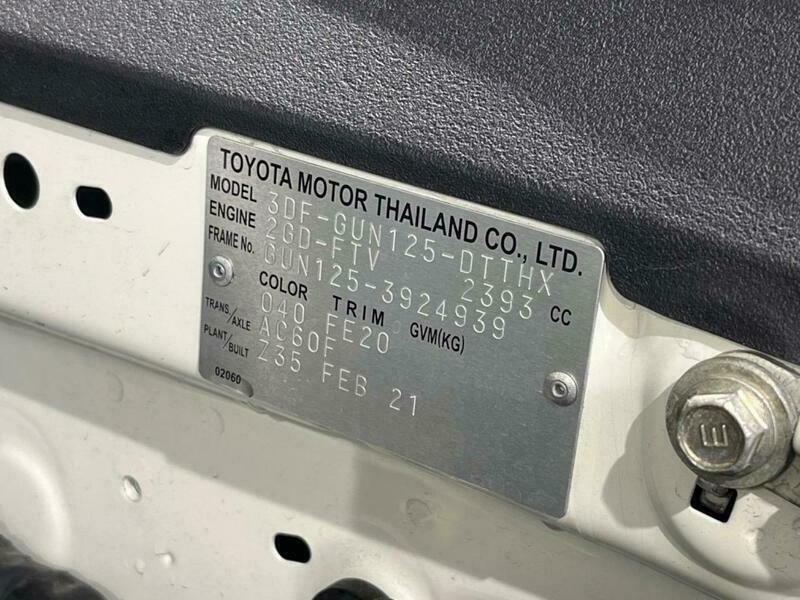 TOYOTA MOTOR THAILAND CO., LTD.
MODEL 3DF-GUN125-DTTHX
ENGINE 2GD-FTV 2393 CC
FRAME No. GUN125-3924939
COLOR TRIM GVM(KG)
040 FE20
TRANS/AXLE AC60F
PLANT/BUILT Z35 FEB 21
02060
E